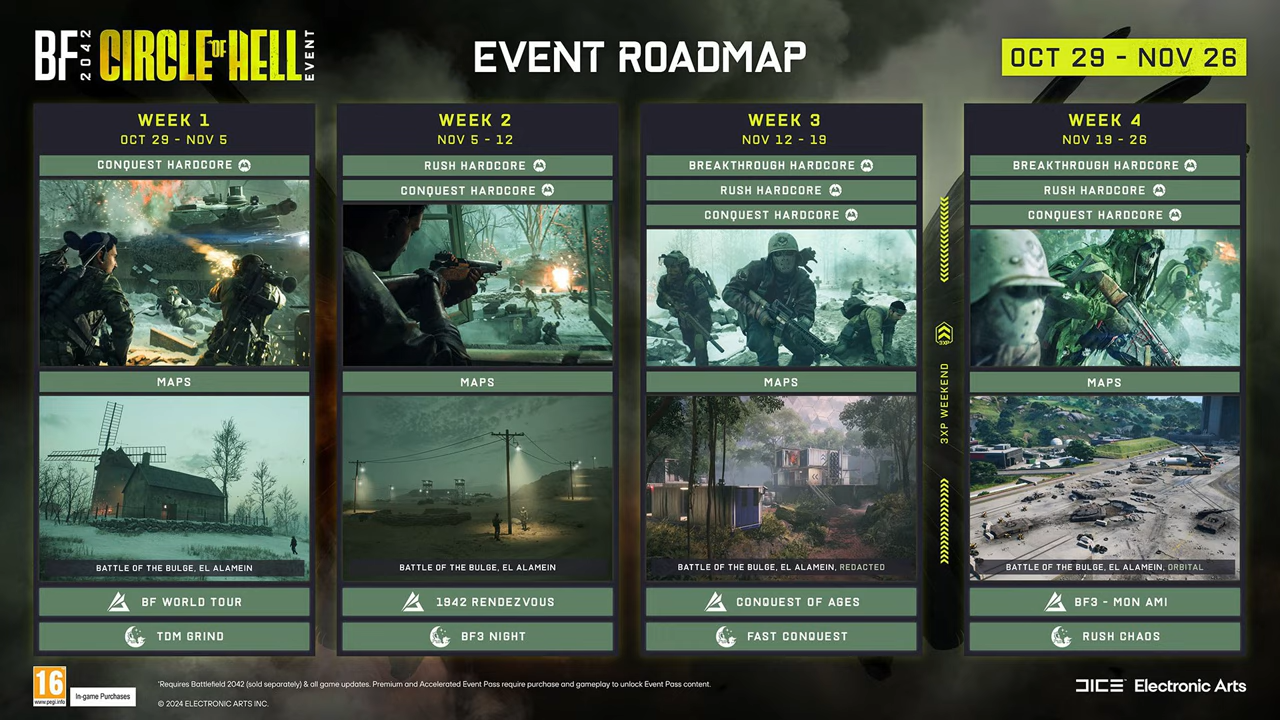 BF 2042 CIRCLE OF HELL EVENT
EVENT ROADMAP
OCT 29 - NOV 26
WEEK 1
OCT 29 - NOV 5
CONQUEST HARDCORE
MAPS
BATTLE OF THE BULGE, EL ALAMEIN
BF WORLD TOUR
TDM GRIND
WEEK 2
NOV 5 - 12
RUSH HARDCORE
CONQUEST HARDCORE
MAPS
BATTLE OF THE BULGE, EL ALAMEIN
1942 RENDEZVOUS
BF3 NIGHT
WEEK 3
NOV 12 - 19
BREAKTHROUGH HARDCORE
RUSH HARDCORE
CONQUEST HARDCORE
MAPS
BATTLE OF THE BULGE, EL ALAMEIN, REDACTED
CONQUEST OF AGES
FAST CONQUEST
3XP
3XP WEEKEND
WEEK 4
NOV 19 - 26
BREAKTHROUGH HARDCORE
RUSH HARDCORE
CONQUEST HARDCORE
MAPS
BATTLE OF THE BULGE, EL ALAMEIN, ORBITAL
BF3 - MON AMI
RUSH CHAOS
16
www.pegi.info
In-game Purchases
*Requires Battlefield 2042 (sold separately) & all game updates. Premium and Accelerated Event Pass require purchase and gameplay to unlock Event Pass content.
© 2024 ELECTRONIC ARTS INC.
DICE Electronic Arts